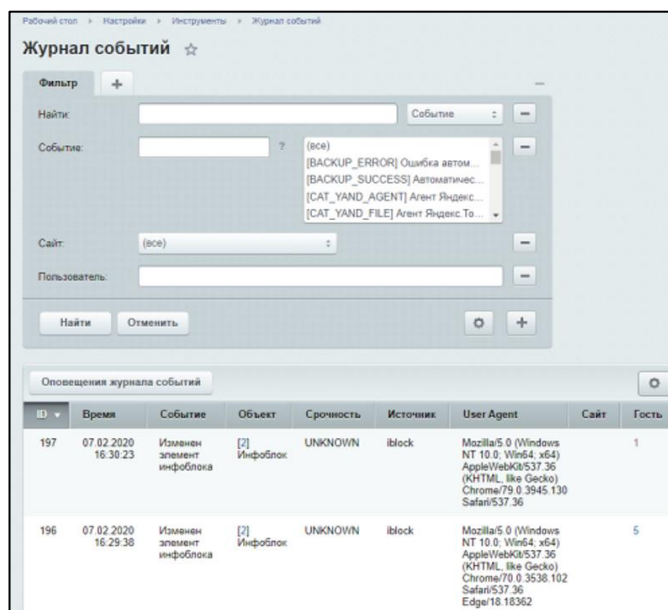 Рабочий стол > Настройки > Инструменты > Журнал событий
Журнал событий
Фильтр +
Найти: Событие
Событие: ? (все)
[BACKUP_ERROR] Ошибка автом...
[BACKUP_SUCCESS] Автоматичес...
[CAT_YAND_AGENT] Агент Яндекс...
[CAT_YAND_FILE] Агент Яндекс.То...
Сайт: (все)
Пользователь:
Найти Отменить
Оповещения журнала событий
ID Время Событие Объект Срочность Источник User Agent Сайт Гость
197 07.02.2020 Изменен [2] UNKNOWN iblock Mozilla/5.0 (Windows 1
16:30:23 элемент Инфоблок NT 10.0; Win64; x64)
инфоблока AppleWebKit/537.36
(KHTML, like Gecko)
Chrome/79.0.3945.130
Safari/537.36
196 07.02.2020 Изменен [2] UNKNOWN iblock Mozilla/5.0 (Windows 5
16:29:38 элемент Инфоблок NT 10.0; Win64; x64)
инфоблока AppleWebKit/537.36
(KHTML, like Gecko)
Chrome/70.0.3538.102
Safari/537.36
Edge/18.18362